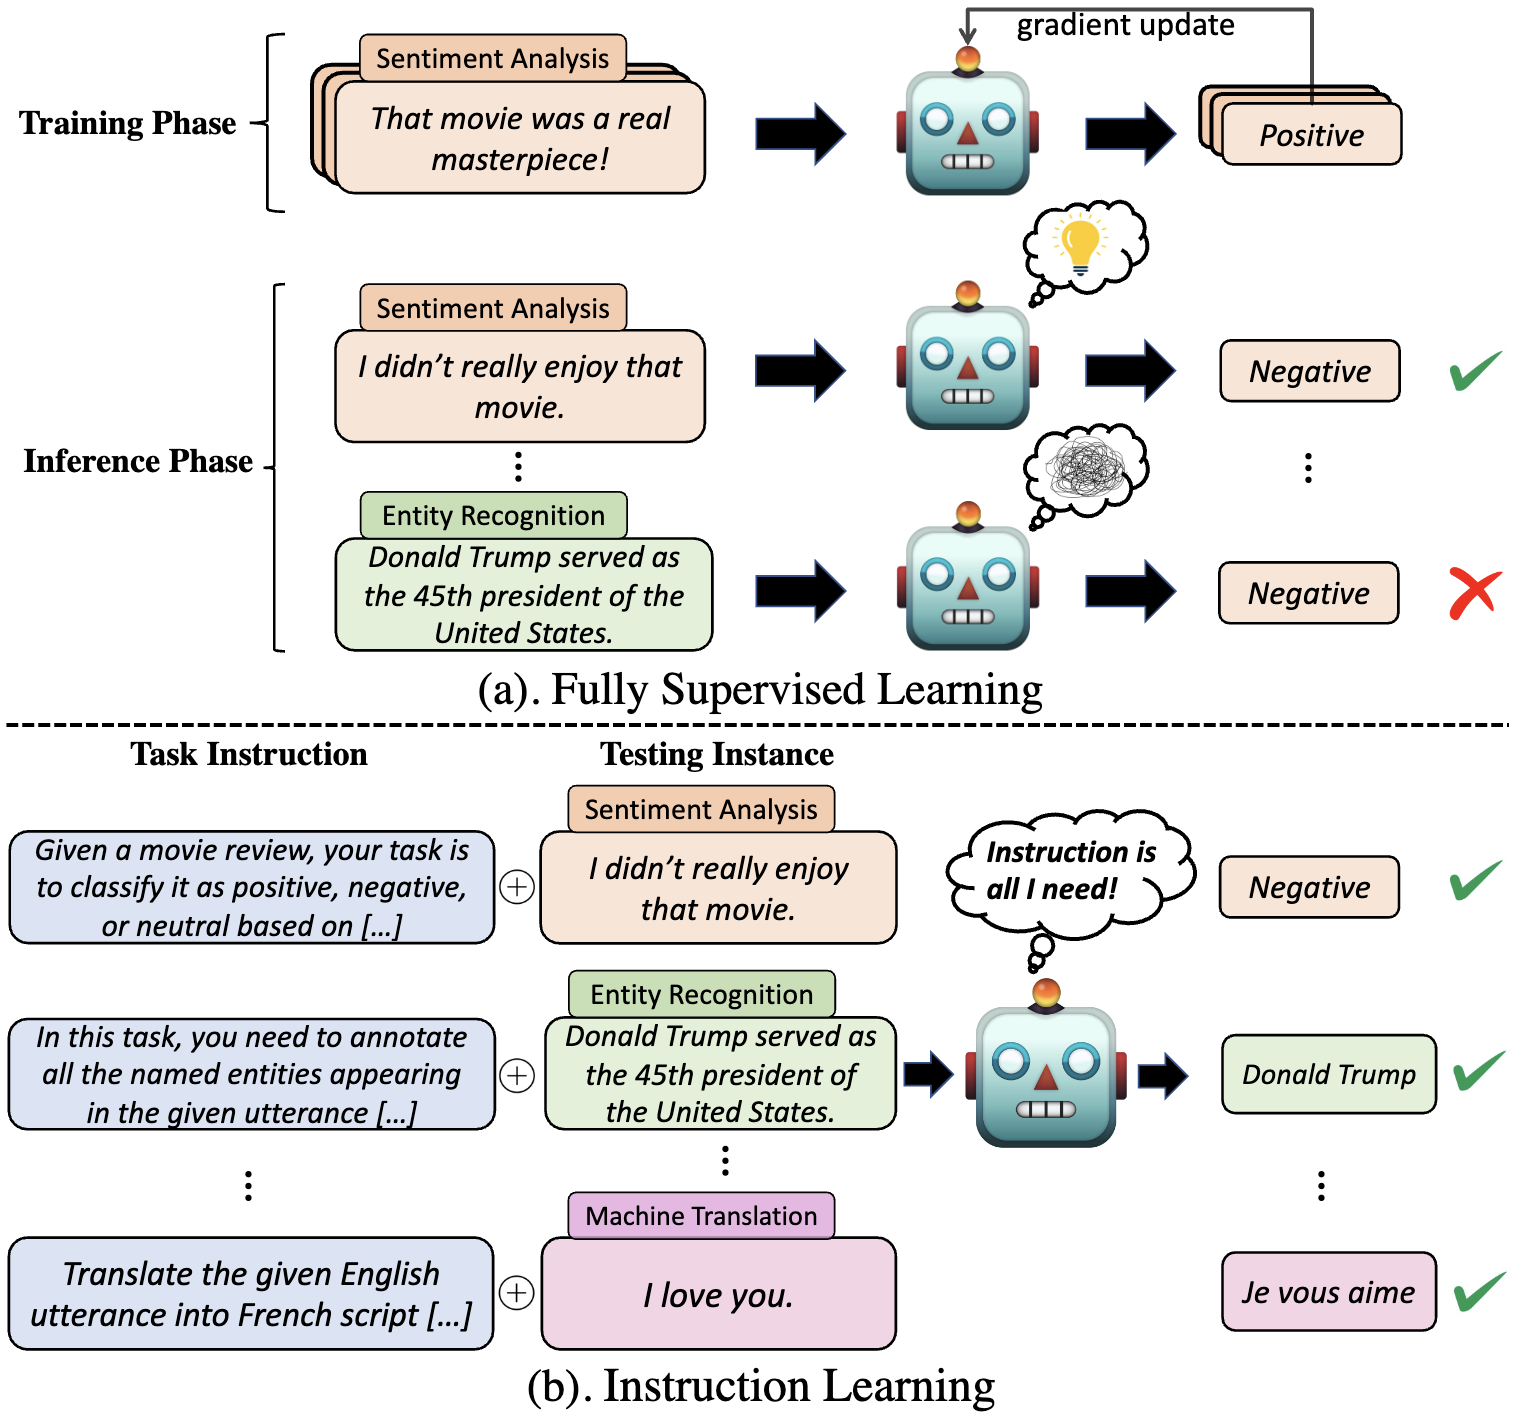 gradient update
Training Phase
Sentiment Analysis
That movie was a real
masterpiece!
Positive
Inference Phase
Sentiment Analysis
I didn’t really enjoy that
movie.
Negative
Entity Recognition
Donald Trump served as
the 45th president of the
United States.
Negative
(a). Fully Supervised Learning
Task Instruction
Testing Instance
Given a movie review, your task is
to classify it as positive, negative,
or neutral based on [...]
Sentiment Analysis
I didn’t really enjoy
that movie.
Instruction is
all I need!
Negative
In this task, you need to annotate
all the named entities appearing
in the given utterance [...]
Entity Recognition
Donald Trump served as
the 45th president of
the United States.
Donald Trump
Translate the given English
utterance into French script [...]
Machine Translation
I love you.
Je vous aime
(b). Instruction Learning